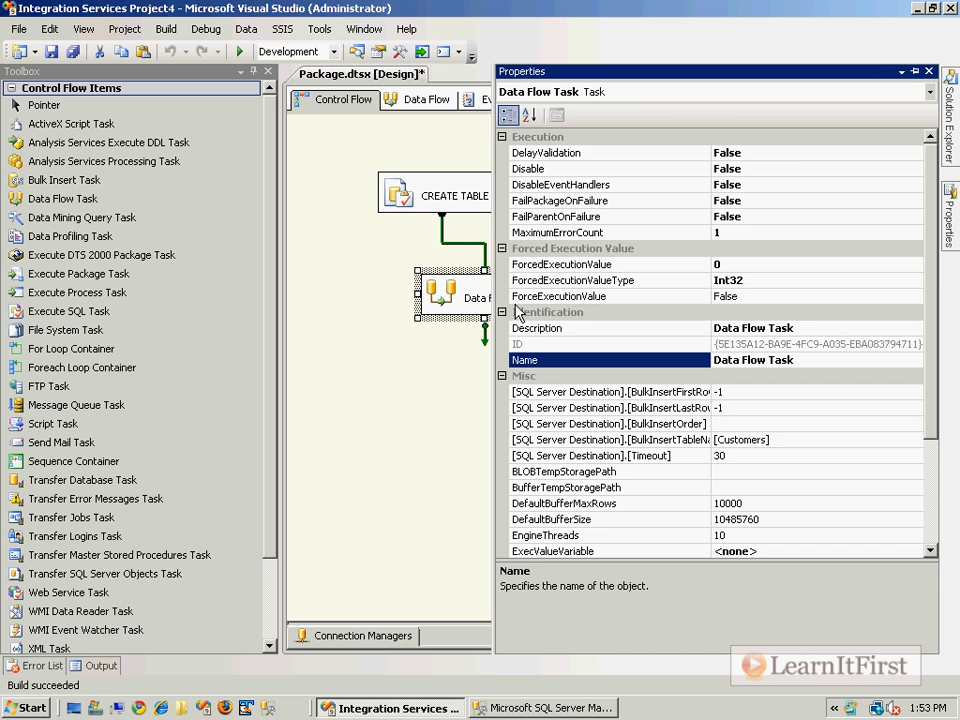 Integration Services Project4 - Microsoft Visual Studio (Administrator)
File Edit View Project Build Debug Data SSIS Tools Window Help
Development
Toolbox
Control Flow Items
Pointer
ActiveX Script Task
Analysis Services Execute DDL Task
Analysis Services Processing Task
Bulk Insert Task
Data Flow Task
Data Mining Query Task
Data Profiling Task
Execute DTS 2000 Package Task
Execute Package Task
Execute Process Task
Execute SQL Task
File System Task
For Loop Container
Foreach Loop Container
FTP Task
Message Queue Task
Script Task
Send Mail Task
Sequence Container
Transfer Database Task
Transfer Error Messages Task
Transfer Jobs Task
Transfer Logins Task
Transfer Master Stored Procedures Task
Transfer SQL Server Objects Task
Web Service Task
WMI Data Reader Task
WMI Event Watcher Task
XML Task
Error List Output
Build succeeded
Package.dtsx [Design]*
Control Flow Data Flow Ev
CREATE TABLE
Data F
Connection Managers
Properties
Data Flow Task Task
Execution
DelayValidation False
Disable False
DisableEventHandlers False
FailPackageOnFailure False
FailParentOnFailure False
MaximumErrorCount 1
Forced Execution Value
ForcedExecutionValue 0
ForcedExecutionValueType Int32
ForceExecutionValue False
Identification
Description Data Flow Task
ID {5E135A12-BA9E-4FC9-A035-EBA083794711}
Name Data Flow Task
Misc
[SQL Server Destination].[BulkInsertFirstRo -1
[SQL Server Destination].[BulkInsertLastRo -1
[SQL Server Destination].[BulkInsertOrder]
[SQL Server Destination].[BulkInsertTableNa [Customers]
[SQL Server Destination].[Timeout] 30
BLOBTempStoragePath
BufferTempStoragePath
DefaultBufferMaxRows 10000
DefaultBufferSize 10485760
EngineThreads 10
ExecValueVariable <none>
Name
Specifies the name of the object.
Solution Explorer
Properties
LearnItFirst
Start Integration Services ... Microsoft SQL Server Ma... 1:53 PM